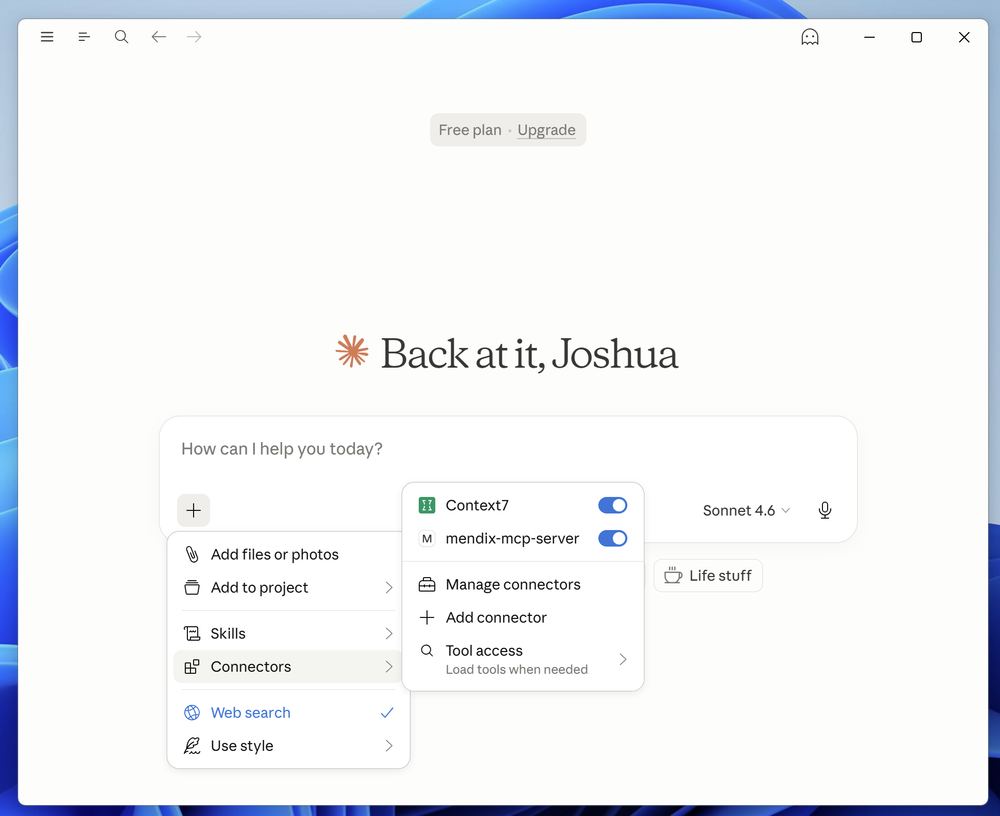 Free plan • Upgrade
Back at it, Joshua
How can I help you today?
Sonnet 4.6
Add files or photos
Add to project
Skills
Connectors
Web search
Use style
Context7
M mendix-mcp-server
Manage connectors
Add connector
Tool access
Load tools when needed
Life stuff